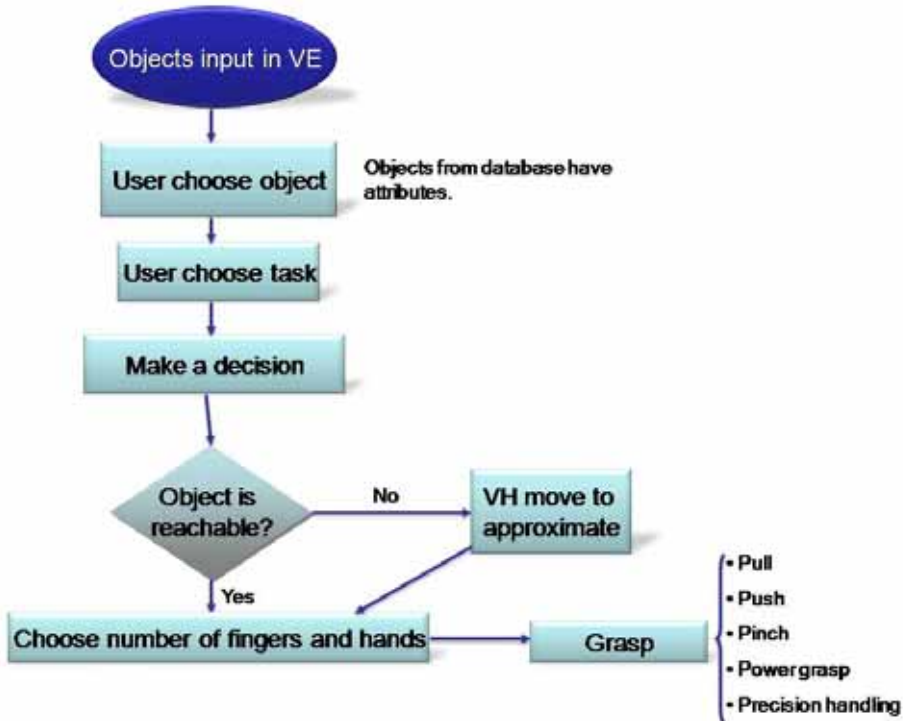 Objects input in VE
User choose object
Objects from database have
attributes.
User choose task
Make a decision
Object is
reachable?
No
VH move to
approximate
Yes
Choose number of fingers and hands
Grasp
• Pull
• Push
• Pinch
• Power grasp
• Precision handling